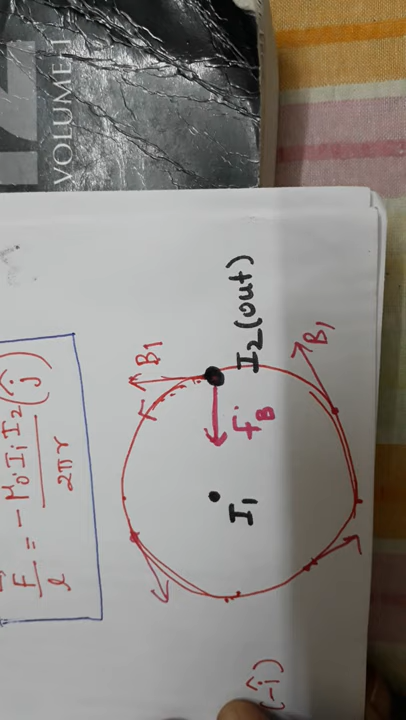 VOLUME 1
F/l = -μ₀I₁I₂(ĵ)/2πr
B₁
F_B
I₁
I₂(out)
B₁
(-î)